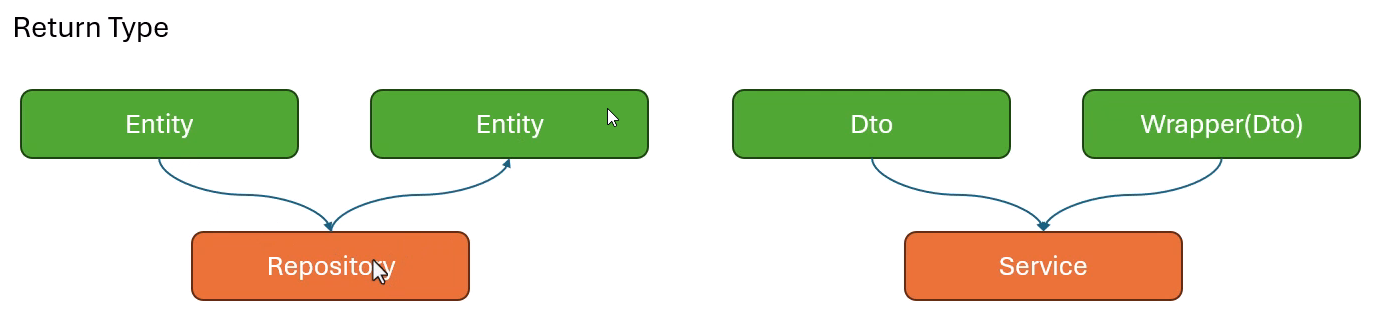 Return Type
Entity
Entity
Dto
Wrapper(Dto)
Repository
Service